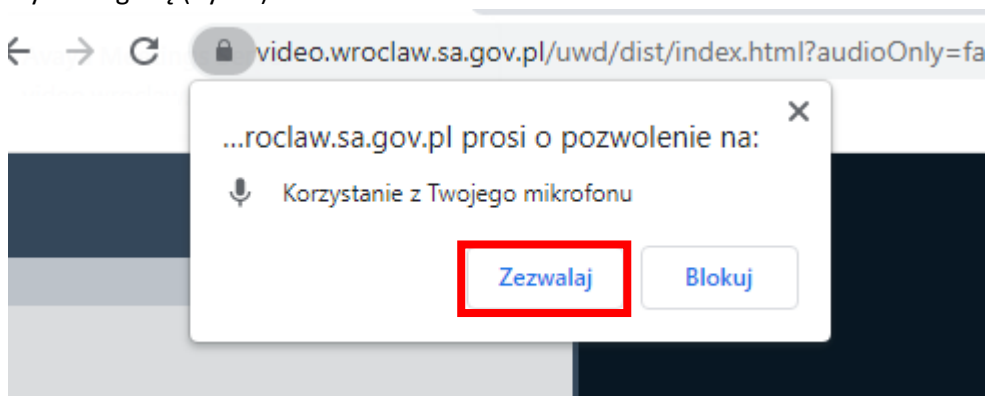 video.wroclaw.sa.gov.pl/uwd/dist/index.html?audioOnly=fa
...roclaw.sa.gov.pl prosi o pozwolenie na:
Korzystanie z Twojego mikrofonu
Zezwalaj Blokuj